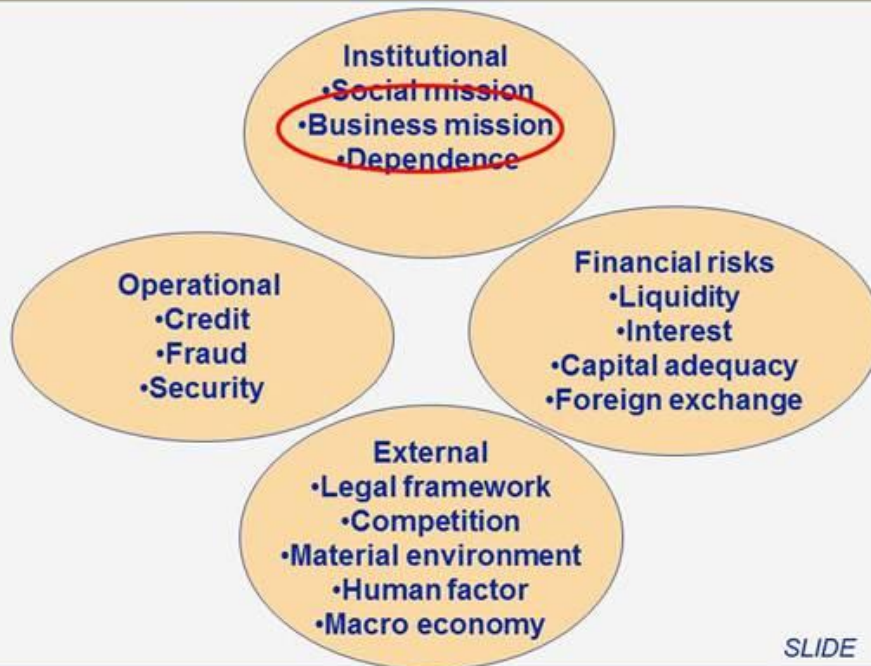 Institutional
•Social mission
•Business mission
•Dependence
Operational
•Credit
•Fraud
•Security
Financial risks
•Liquidity
•Interest
•Capital adequacy
•Foreign exchange
External
•Legal framework
•Competition
•Material environment
•Human factor
•Macro economy
SLIDE